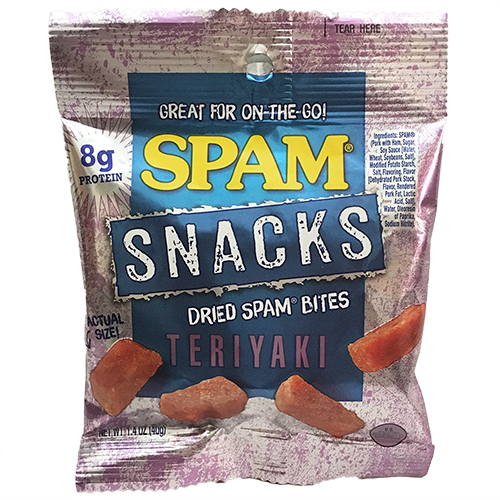 TEAR HERE
GREAT FOR ON-THE-GO!
8g
PROTEIN
SPAM®
SNACKS
DRIED SPAM® BITES
TERIYAKI
ACTUAL
SIZE!
NET WT 1.4 OZ (40g)
Ingredients: SPAM®
(Pork with Ham, Sugar,
Soy Sauce [Water,
Wheat, Soybeans, Salt],
Modified Potato Starch,
Salt, Flavoring, Flavor
[Dehydrated Pork Stock,
Flavor, Rendered
Pork Fat, Lactic
Acid, Salt],
Water, Oleoresin
of Paprika,
Sodium Nitrite).